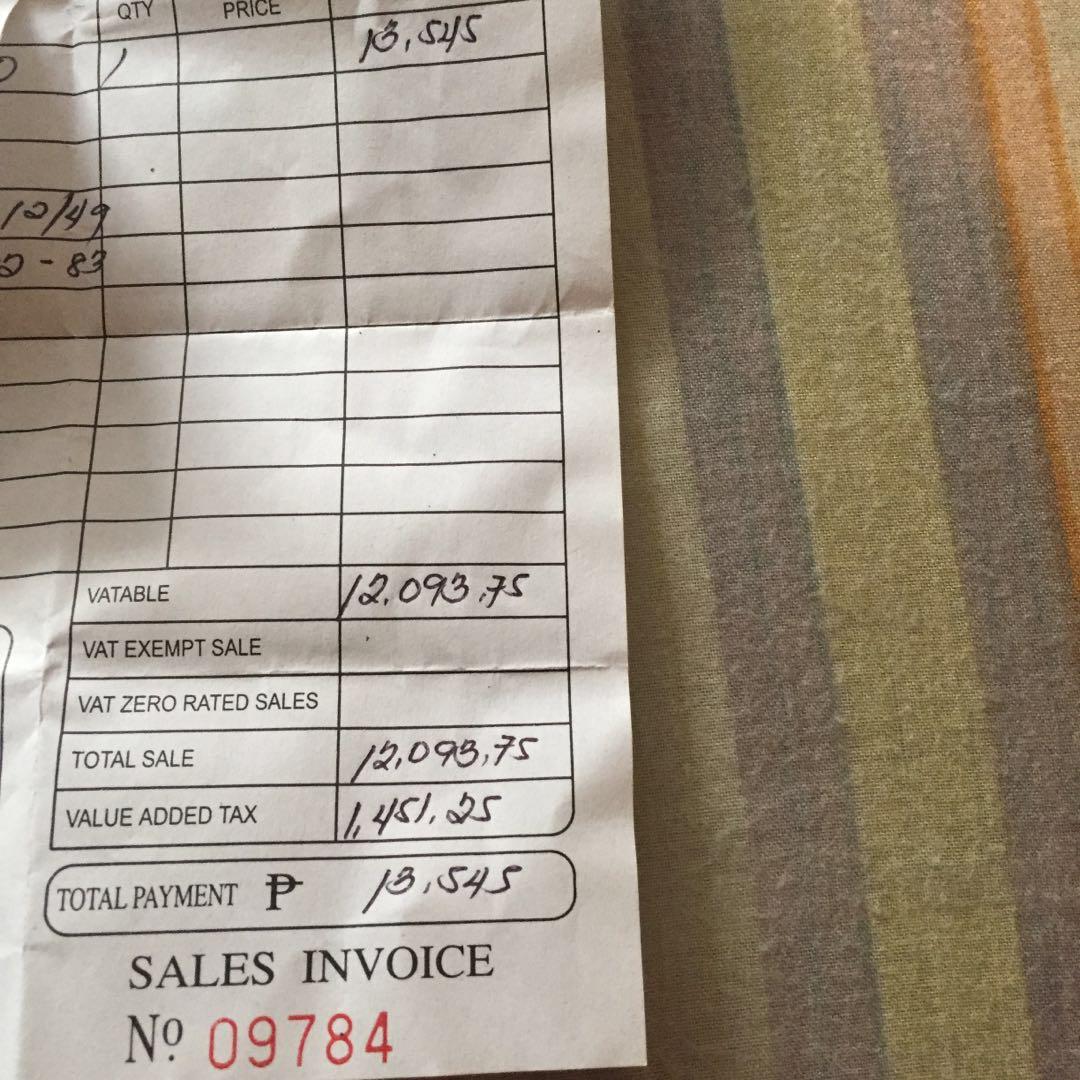 QTY PRICE
1 13,545
12/49
2-83
VATABLE 12,093.75
VAT EXEMPT SALE
VAT ZERO RATED SALES
TOTAL SALE 12,093.75
VALUE ADDED TAX 1,451.25
TOTAL PAYMENT ₱ 13,545
SALES INVOICE
Nº 09784